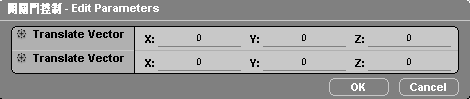 開關門控制 - Edit Parameters
Translate Vector X: 0 Y: 0 Z: 0
Translate Vector X: 0 Y: 0 Z: 0
OK Cancel